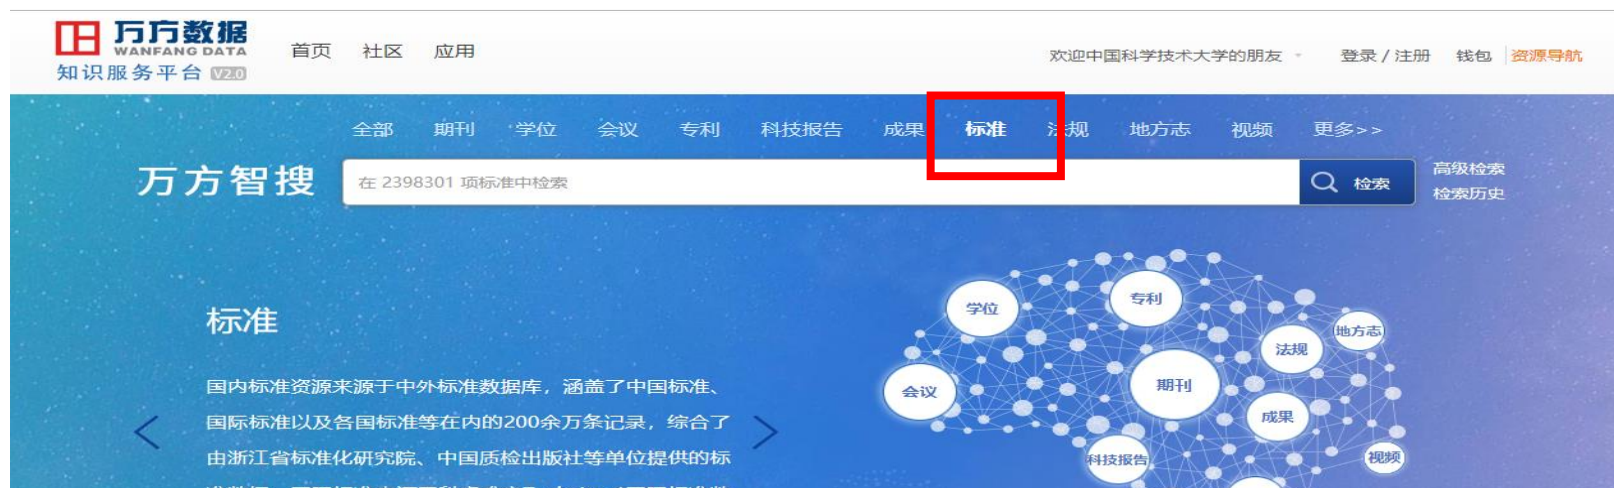 万方数据
WANFANG DATA
知识服务平台 V2.0
首页 社区 应用
欢迎中国科学技术大学的朋友 登录 / 注册 钱包 资源导航
全部 期刊 学位 会议 专利 科技报告 成果 标准 法规 地方志 视频 更多>>
万方智搜
在 2398301 项标准中检索
检索
高级检索
检索历史
标准
国内标准资源来源于中外标准数据库，涵盖了中国标准、
国际标准以及各国标准等在内的200余万条记录，综合了
由浙江省标准化研究院、中国质检出版社等单位提供的标
学位
专利
地方志
法规
会议
期刊
成果
科技报告
视频